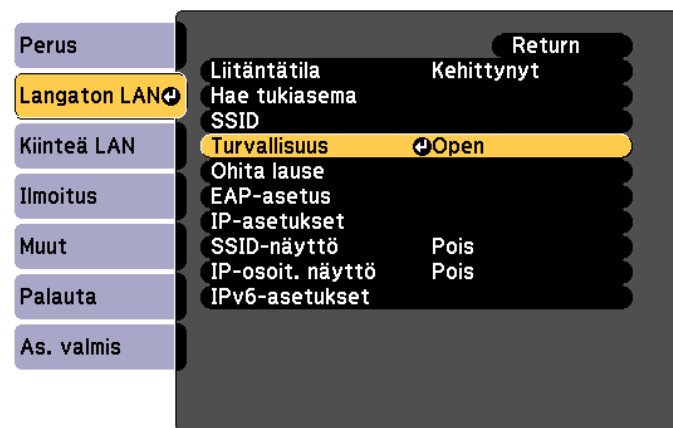 Perus
Langaton LAN
Kiinteä LAN
Ilmoitus
Muut
Palauta
As. valmis
Return
Liitäntätila Kehittynyt
Hae tukiasema
SSID
Turvallisuus Open
Ohita lause
EAP-asetus
IP-asetukset
SSID-näyttö Pois
IP-osoit. näyttö Pois
IPv6-asetukset